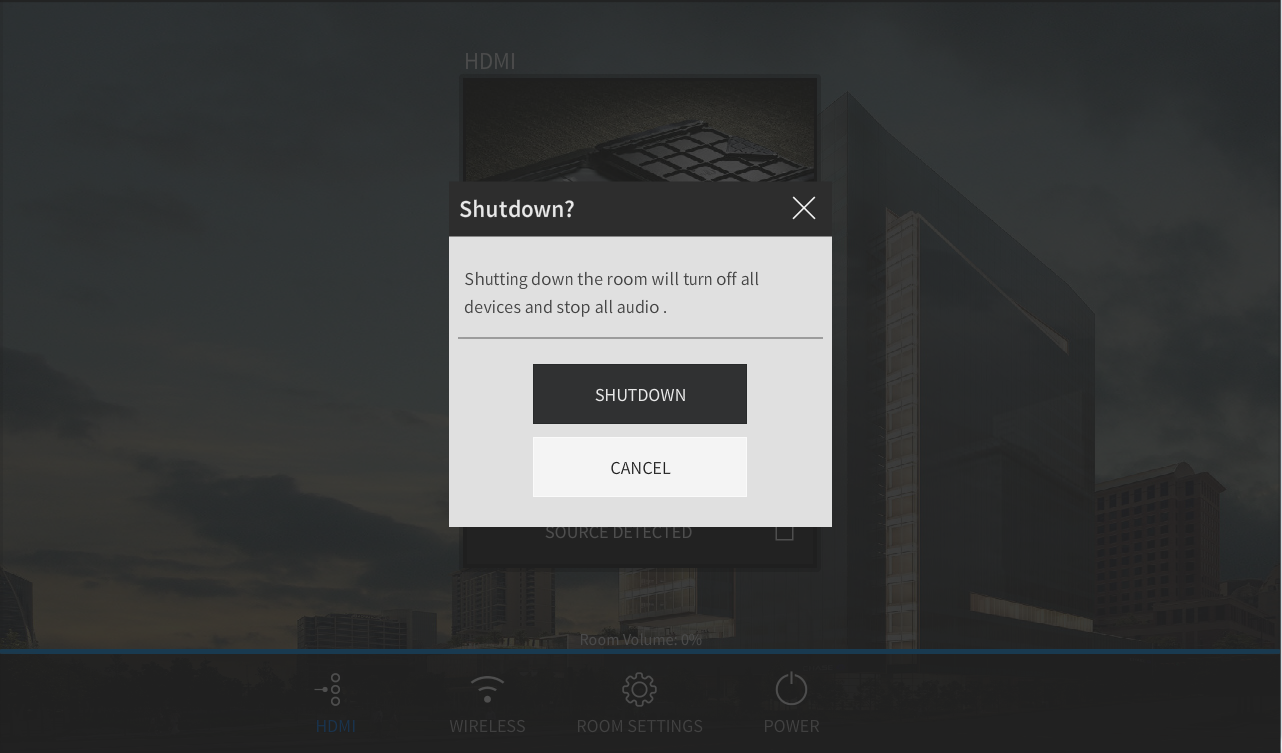 HDMI
Shutdown?
Shutting down the room will turn off all
devices and stop all audio .
SHUTDOWN
CANCEL
SOURCE DETECTED
Room Volume: 0%
HDMI
WIRELESS
ROOM SETTINGS
POWER